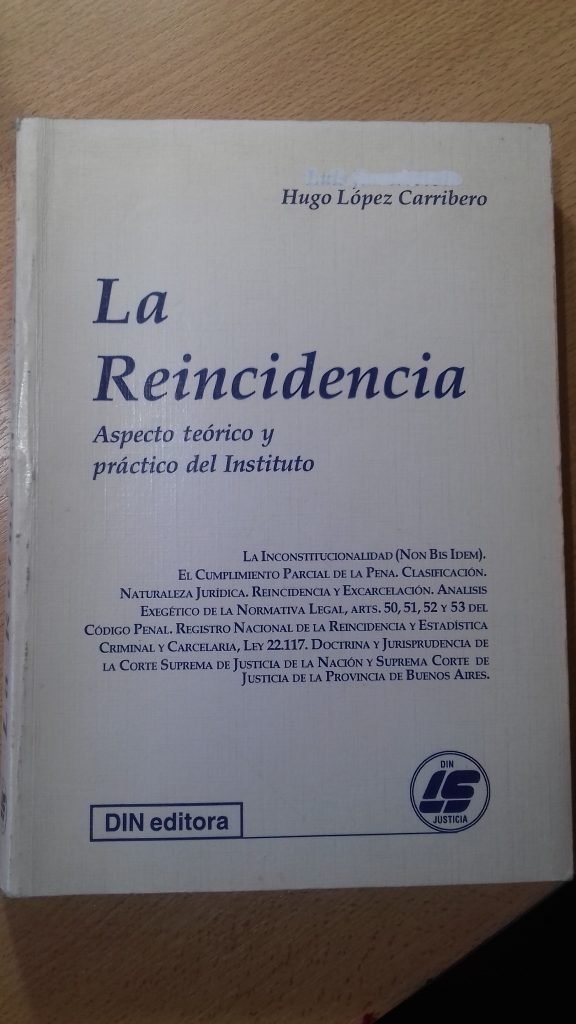 Hugo López Carribero
La
Reincidencia
Aspecto teórico y
práctico del Instituto
LA INCONSTITUCIONALIDAD (NON BIS IDEM).
EL CUMPLIMIENTO PARCIAL DE LA PENA. CLASIFICACIÓN.
NATURALEZA JURÍDICA. REINCIDENCIA Y EXCARCELACIÓN. ANALISIS
EXEGÉTICO DE LA NORMATIVA LEGAL, ARTS. 50, 51, 52 Y 53 DEL
CÓDIGO PENAL. REGISTRO NACIONAL DE LA REINCIDENCIA Y ESTADÍSTICA
CRIMINAL Y CARCELARIA, LEY 22.117. DOCTRINA Y JURISPRUDENCIA DE
LA CORTE SUPREMA DE JUSTICIA DE LA NACIÓN Y SUPREMA CORTE DE
JUSTICIA DE LA PROVINCIA DE BUENOS AIRES.
DIN
JUSTICIA
DIN editora